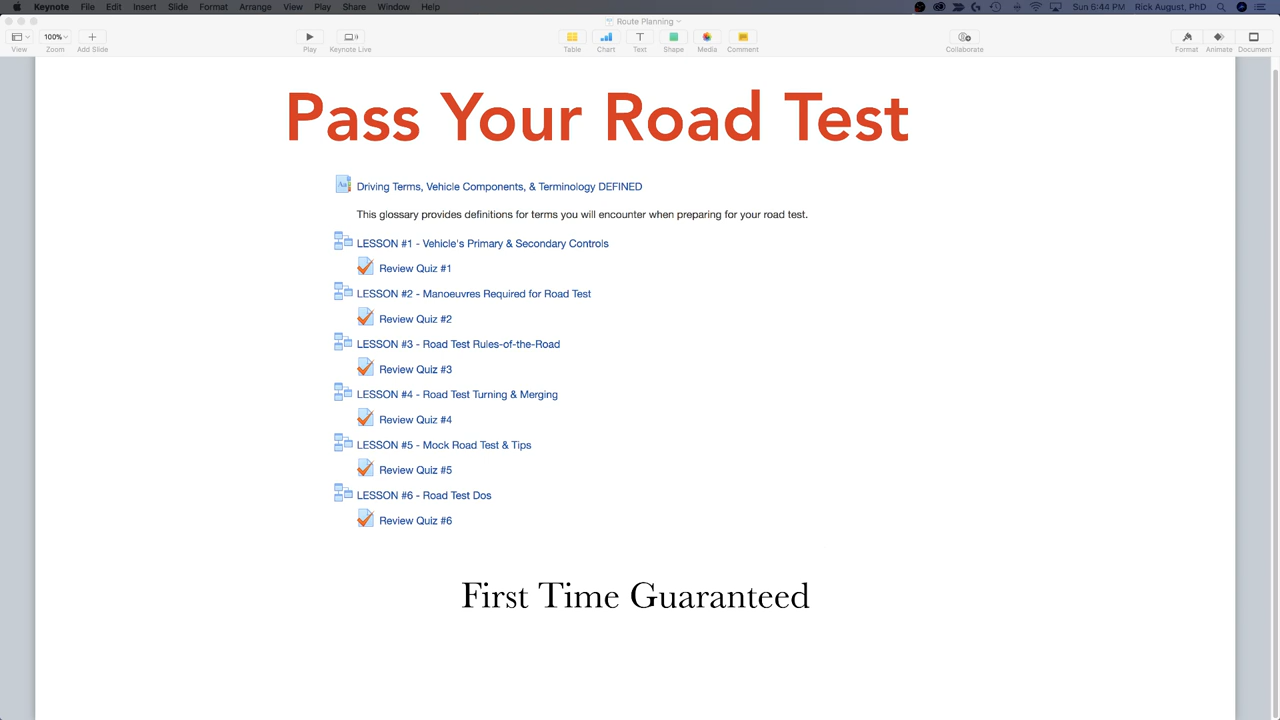 Keynote File Edit Insert Slide Format Arrange View Play Share Window Help Sun 6:44 PM Rick August, PhD
Route Planning
100%
View Zoom Add Slide Play Keynote Live Table Chart Text Shape Media Comment Collaborate Format Animate Document
Pass Your Road Test
Aa Driving Terms, Vehicle Components, & Terminology DEFINED
This glossary provides definitions for terms you will encounter when preparing for your road test.
LESSON #1 - Vehicle's Primary & Secondary Controls
Review Quiz #1
LESSON #2 - Manoeuvres Required for Road Test
Review Quiz #2
LESSON #3 - Road Test Rules-of-the-Road
Review Quiz #3
LESSON #4 - Road Test Turning & Merging
Review Quiz #4
LESSON #5 - Mock Road Test & Tips
Review Quiz #5
LESSON #6 - Road Test Dos
Review Quiz #6
First Time Guaranteed